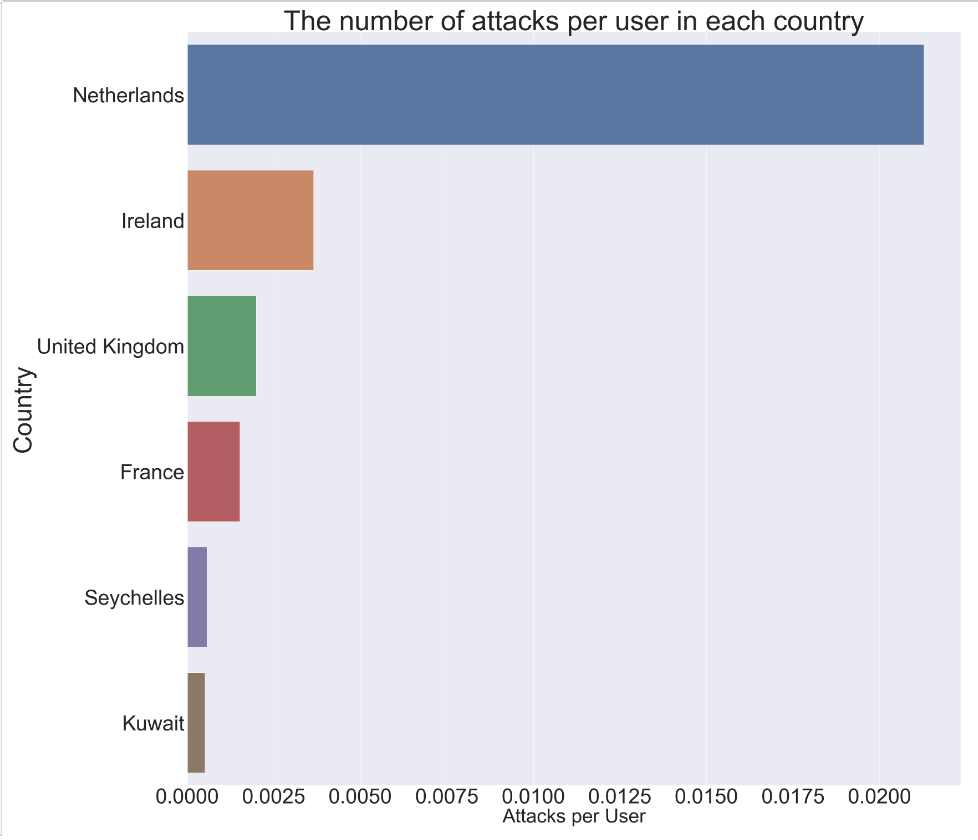 The number of attacks per user in each country
Netherlands
Ireland
United Kingdom
France
Seychelles
Kuwait
Country
0.0000 0.0025 0.0050 0.0075 0.0100 0.0125 0.0150 0.0175 0.0200
Attacks per User